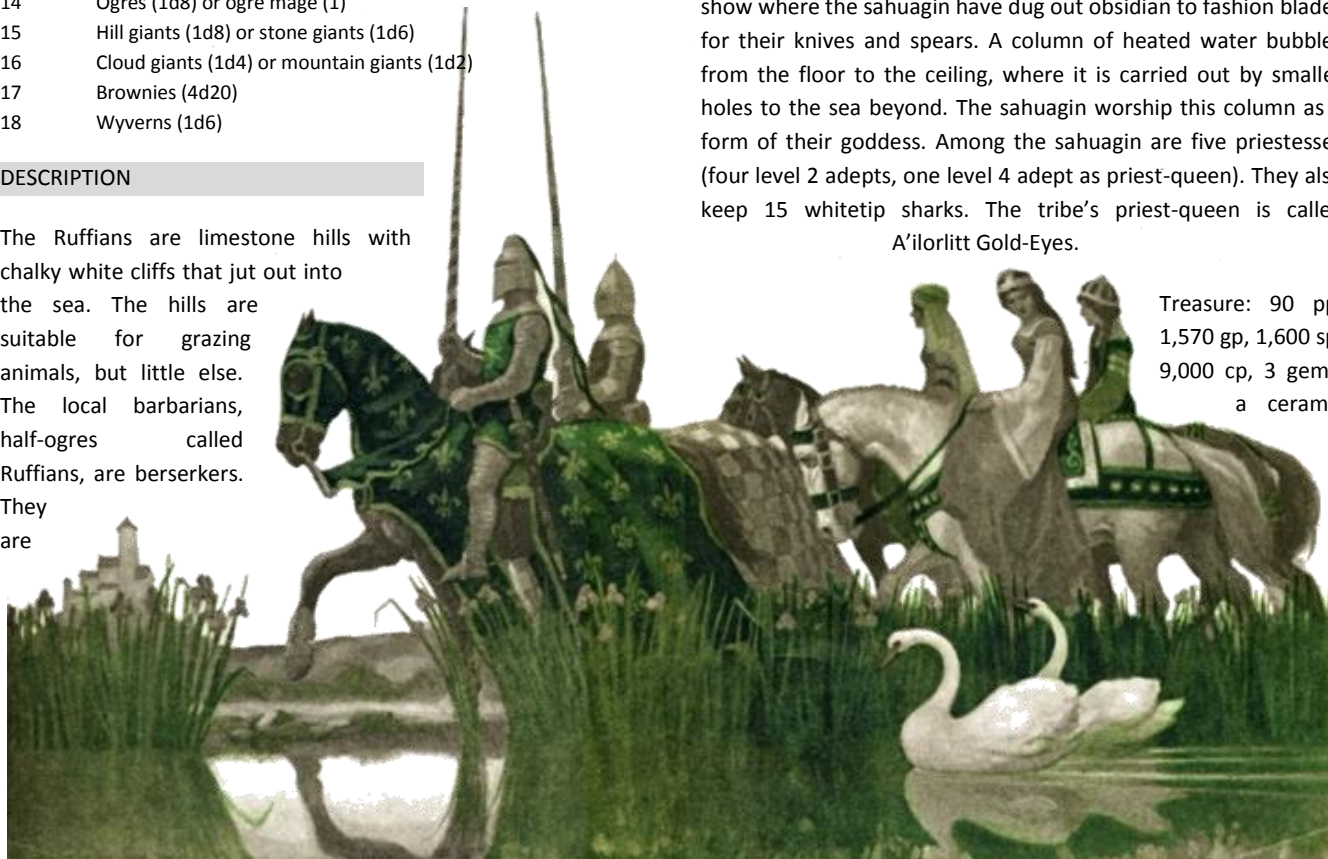 14 Ogres (1d8) or ogre mage (1)
15 Hill giants (1d8) or stone giants (1d6)
16 Cloud giants (1d4) or mountain giants (1d2)
17 Brownies (4d20)
18 Wyverns (1d6)
DESCRIPTION
The Ruffians are limestone hills with
chalky white cliffs that jut out into
the sea. The hills are
suitable for grazing
animals, but little else.
The local barbarians,
half-ogres called
Ruffians, are berserkers.
They
are
show where the sahuagin have dug out obsidian to fashion blade
for their knives and spears. A column of heated water bubble
from the floor to the ceiling, where it is carried out by smalle
holes to the sea beyond. The sahuagin worship this column as
form of their goddess. Among the sahuagin are five priestesse
(four level 2 adepts, one level 4 adept as priest-queen). They als
keep 15 whitetip sharks. The tribe’s priest-queen is calle
A’ilorlitt Gold-Eyes.
Treasure: 90 pp
1,570 gp, 1,600 sp
9,000 cp, 3 gem
a ceram